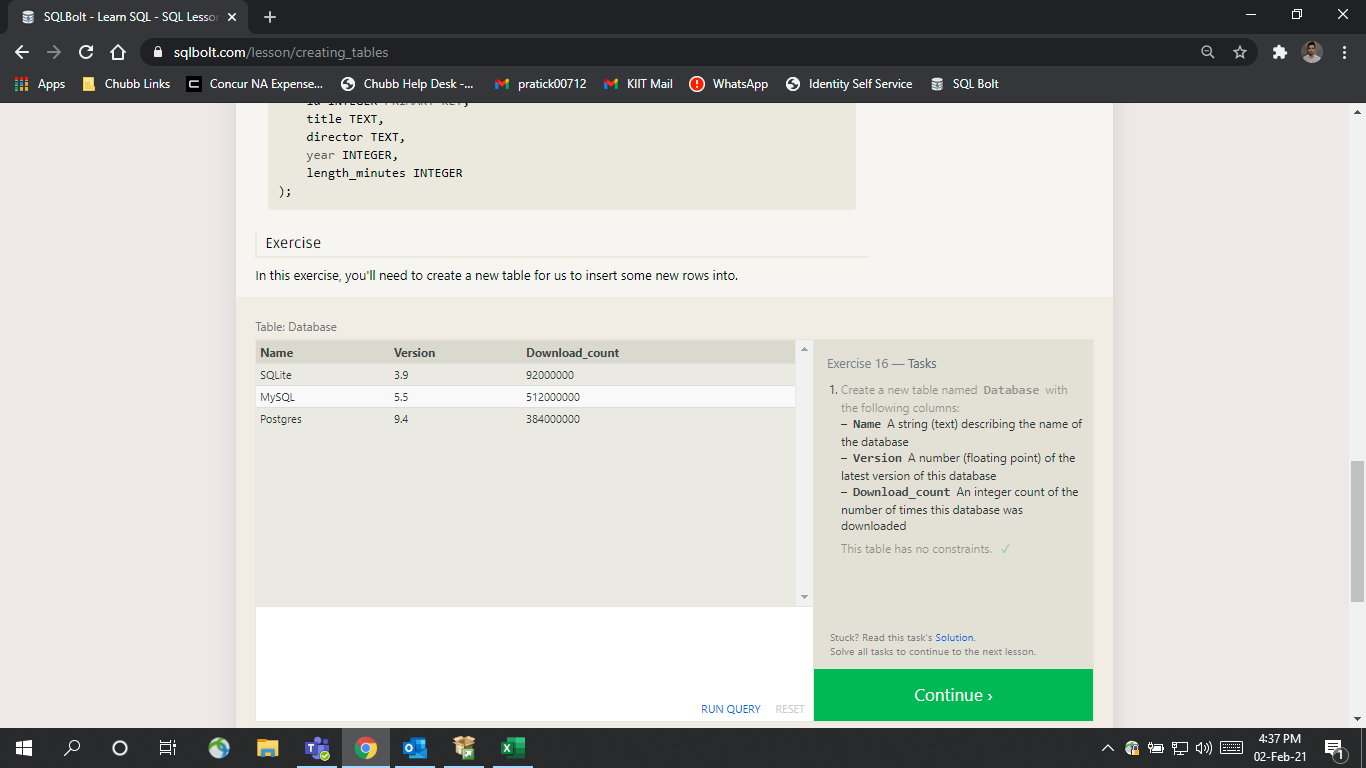 SQLBolt - Learn SQL - SQL Lesson
sqlbolt.com/lesson/creating_tables
Apps Chubb Links Concur NA Expense... Chubb Help Desk -... pratick00712 KIIT Mail WhatsApp Identity Self Service SQL Bolt
id INTEGER PRIMARY KEY,
title TEXT,
director TEXT,
year INTEGER,
length_minutes INTEGER
);
Exercise
In this exercise, you'll need to create a new table for us to insert some new rows into.
Table: Database
Name Version Download_count
SQLite 3.9 92000000
MySQL 5.5 512000000
Postgres 9.4 384000000
Exercise 16 — Tasks
1. Create a new table named Database with
the following columns:
– Name A string (text) describing the name of
the database
– Version A number (floating point) of the
latest version of this database
– Download_count An integer count of the
number of times this database was
downloaded
This table has no constraints. ✓
Stuck? Read this task's Solution.
Solve all tasks to continue to the next lesson.
RUN QUERY RESET
Continue ›
4:37 PM
02-Feb-21
1